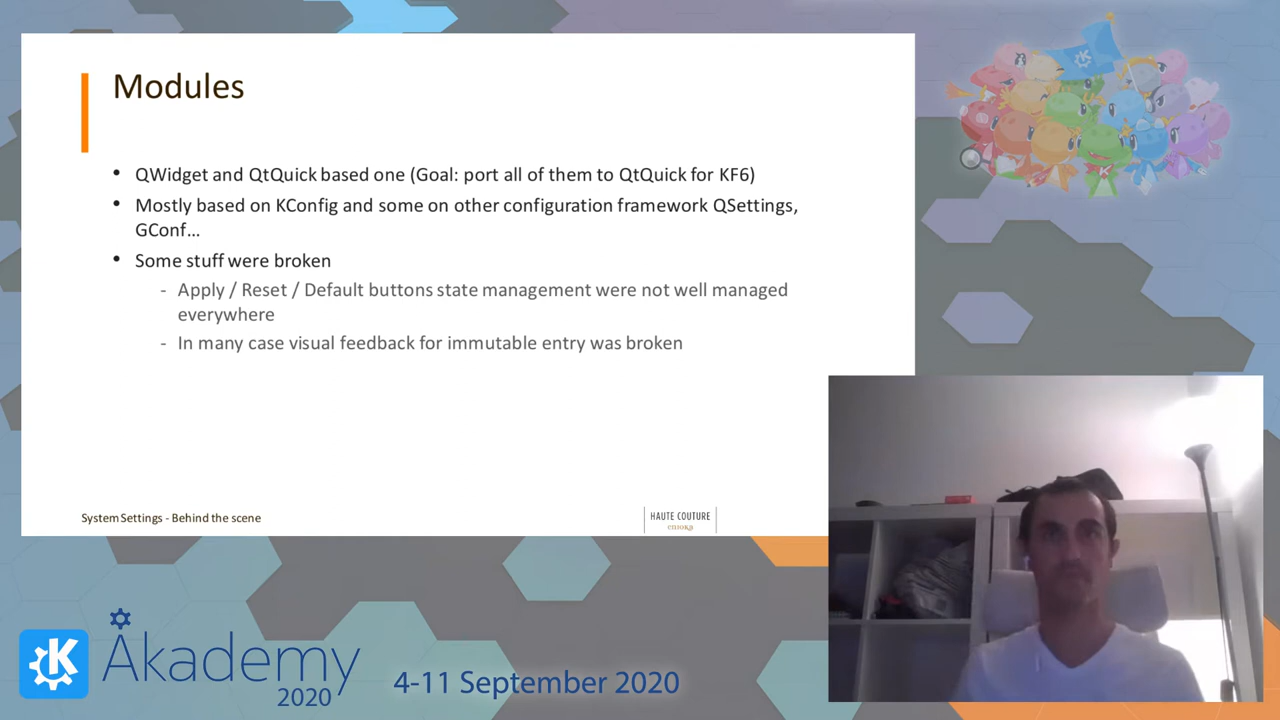 Modules
• QWidget and QtQuick based one (Goal: port all of them to QtQuick for KF6)
• Mostly based on KConfig and some on other configuration framework QSettings,
GConf...
• Some stuff were broken
- Apply / Reset / Default buttons state management were not well managed
everywhere
- In many case visual feedback for immutable entry was broken
SystemSettings - Behind the scene
HAUTE COUTURE
enioka
Akademy
2020
4-11 September 2020